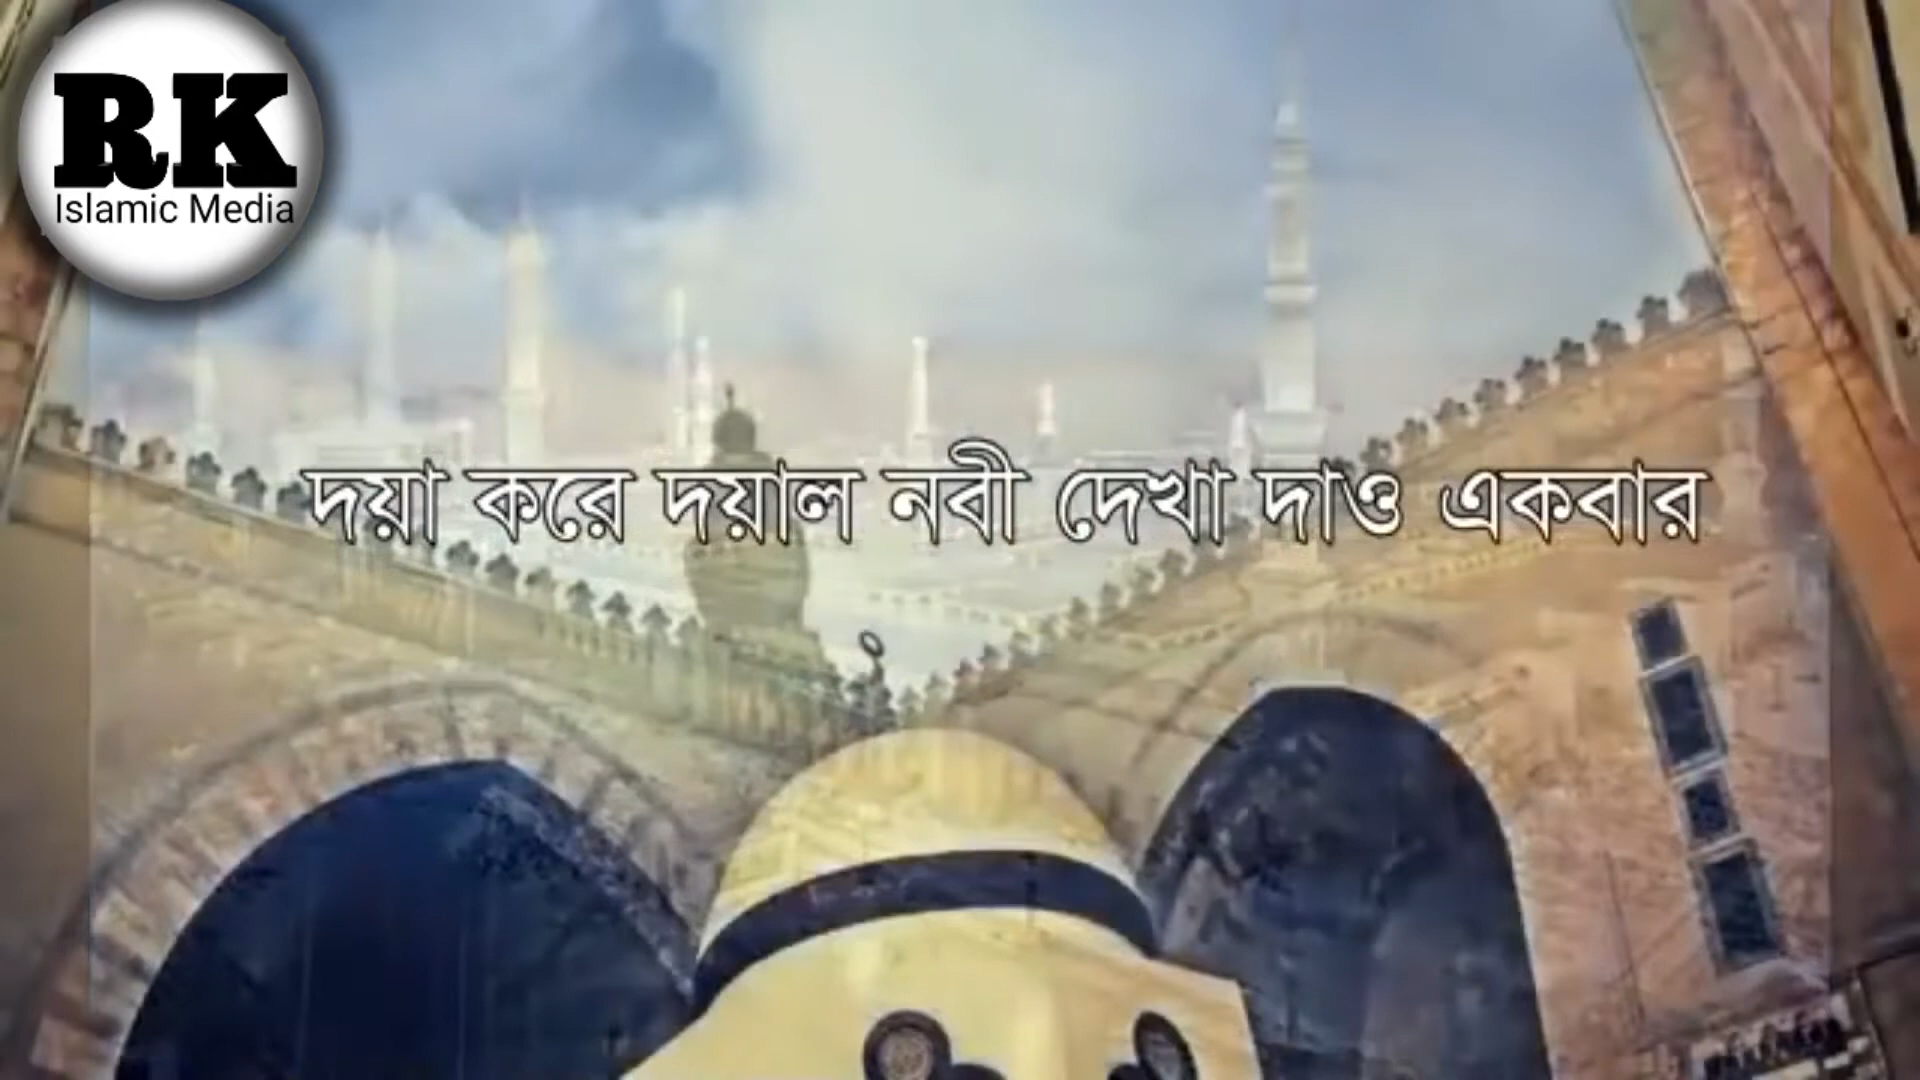 RK
Islamic Media
দয়া করে দয়াল নবী দেখা দাও একবার